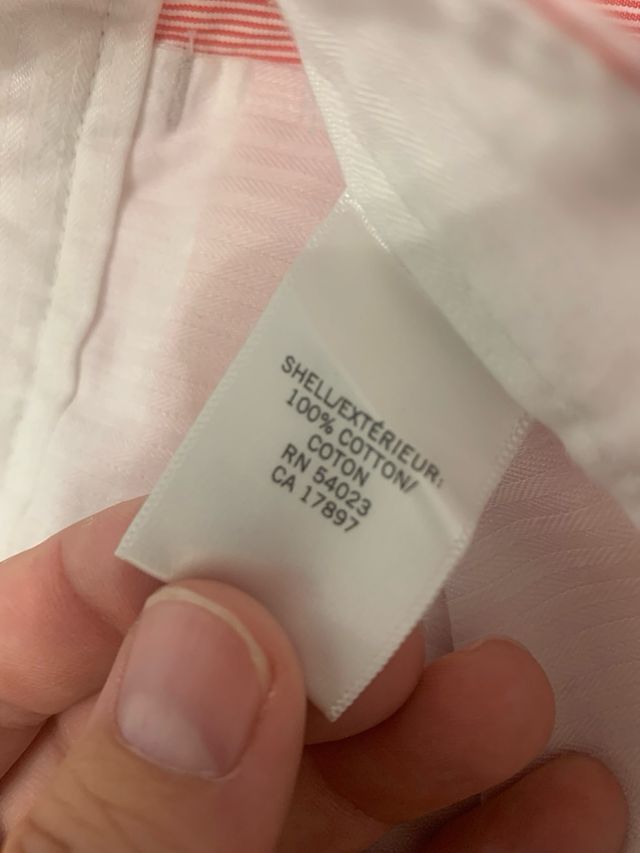 SHELL/EXTÉRIEUR:
100% COTTON/
COTON
RN 54023
CA 17897